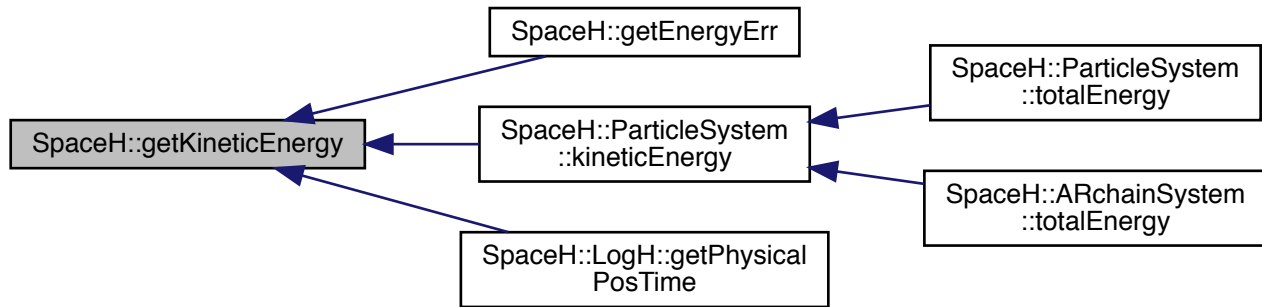 SpaceH::getKineticEnergy
SpaceH::getEnergyErr
SpaceH::ParticleSystem
::kineticEnergy
SpaceH::LogH::getPhysical
PosTime
SpaceH::ParticleSystem
::totalEnergy
SpaceH::ARchainSystem
::totalEnergy